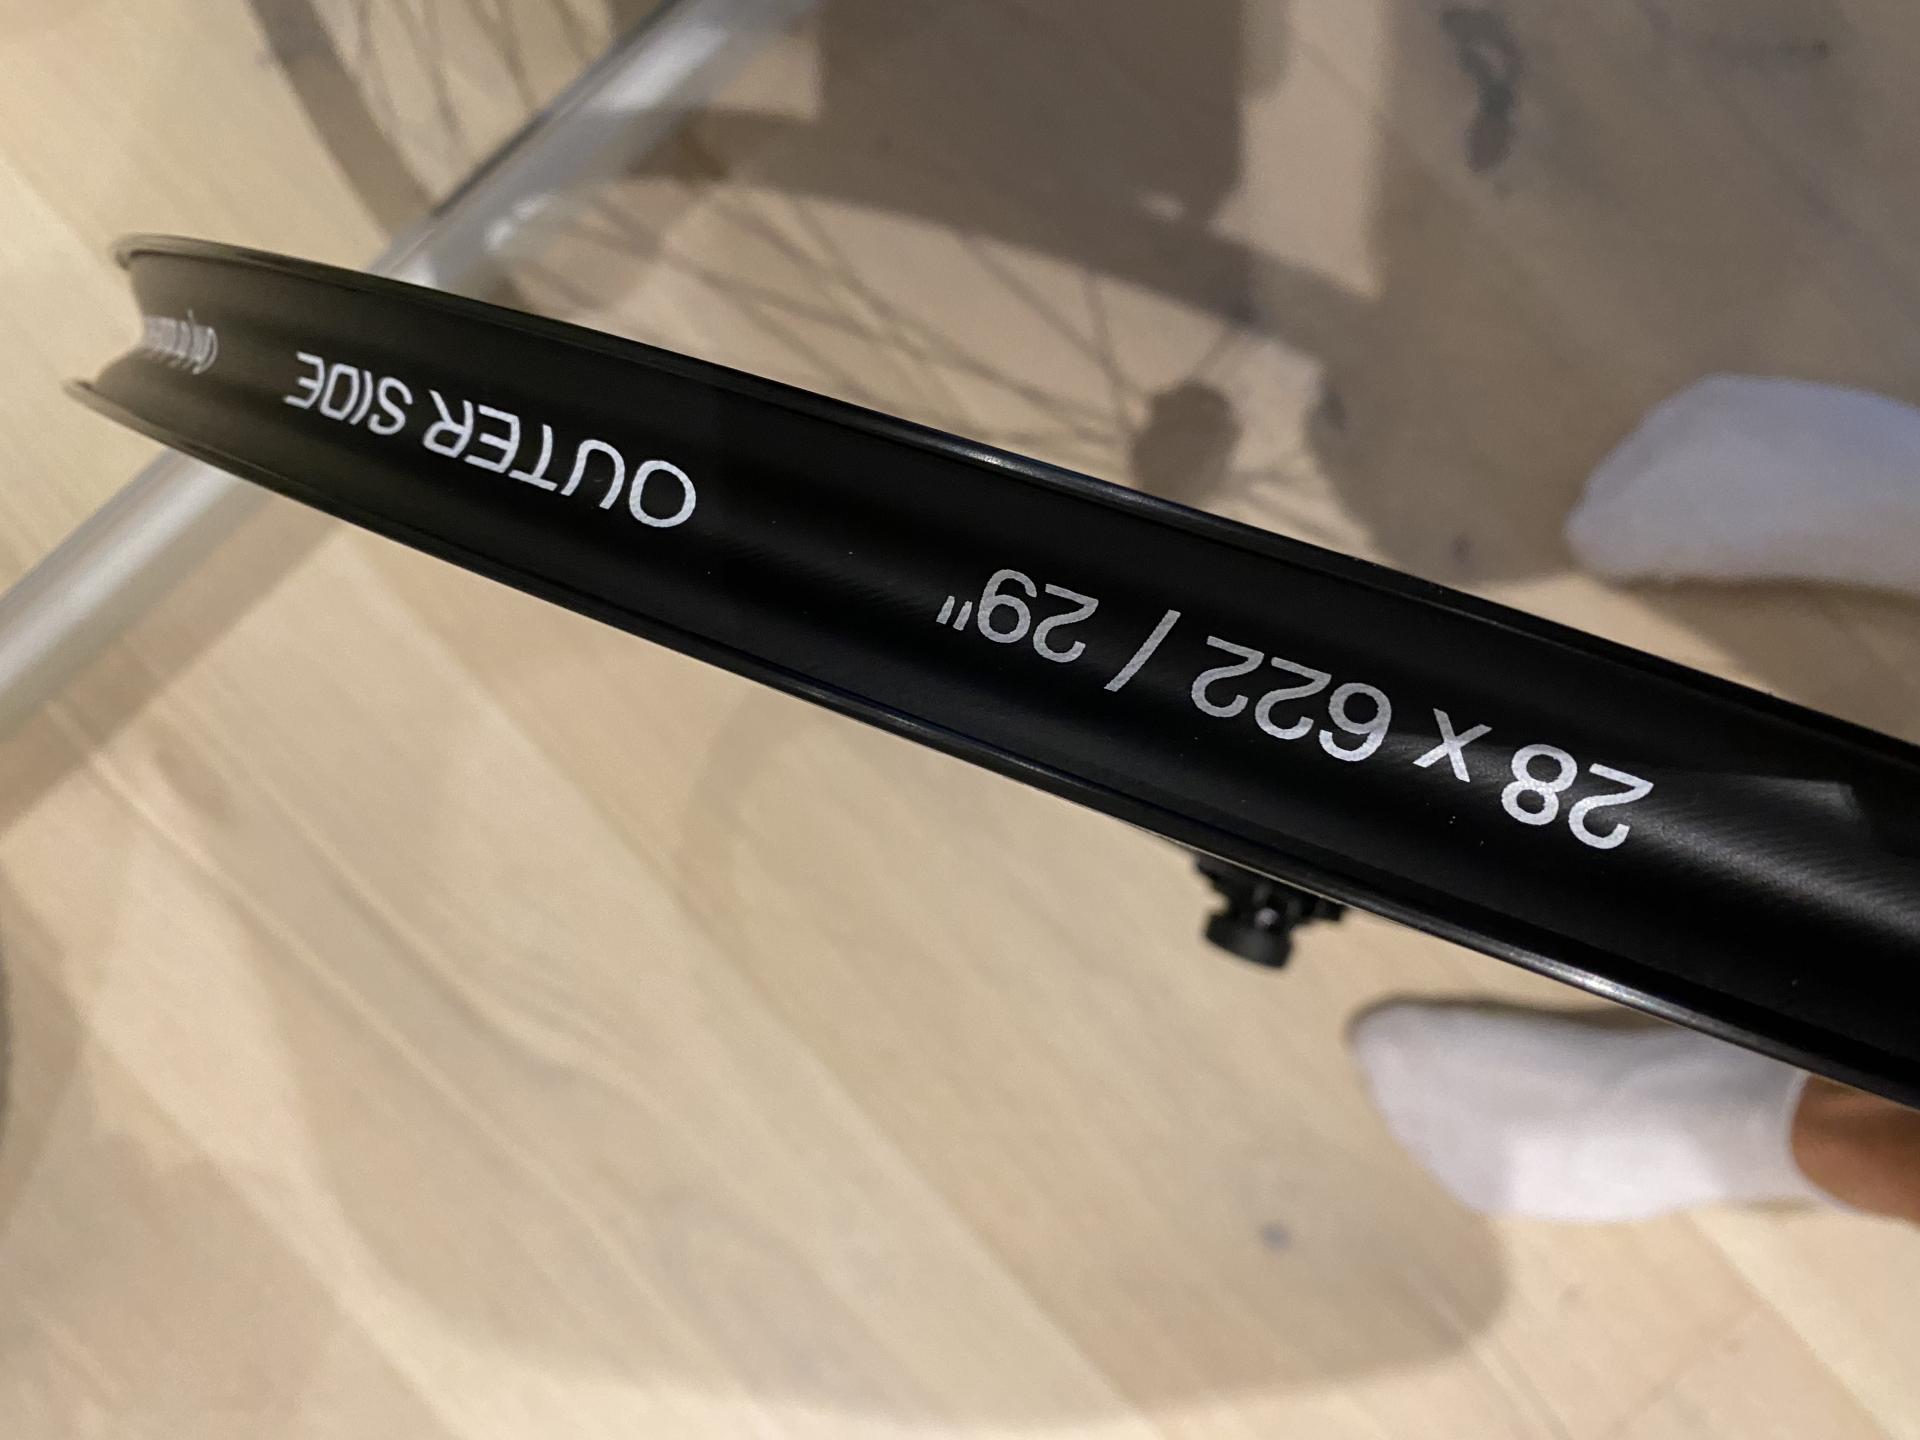 28 x 622 / 29" OUTER SIDE